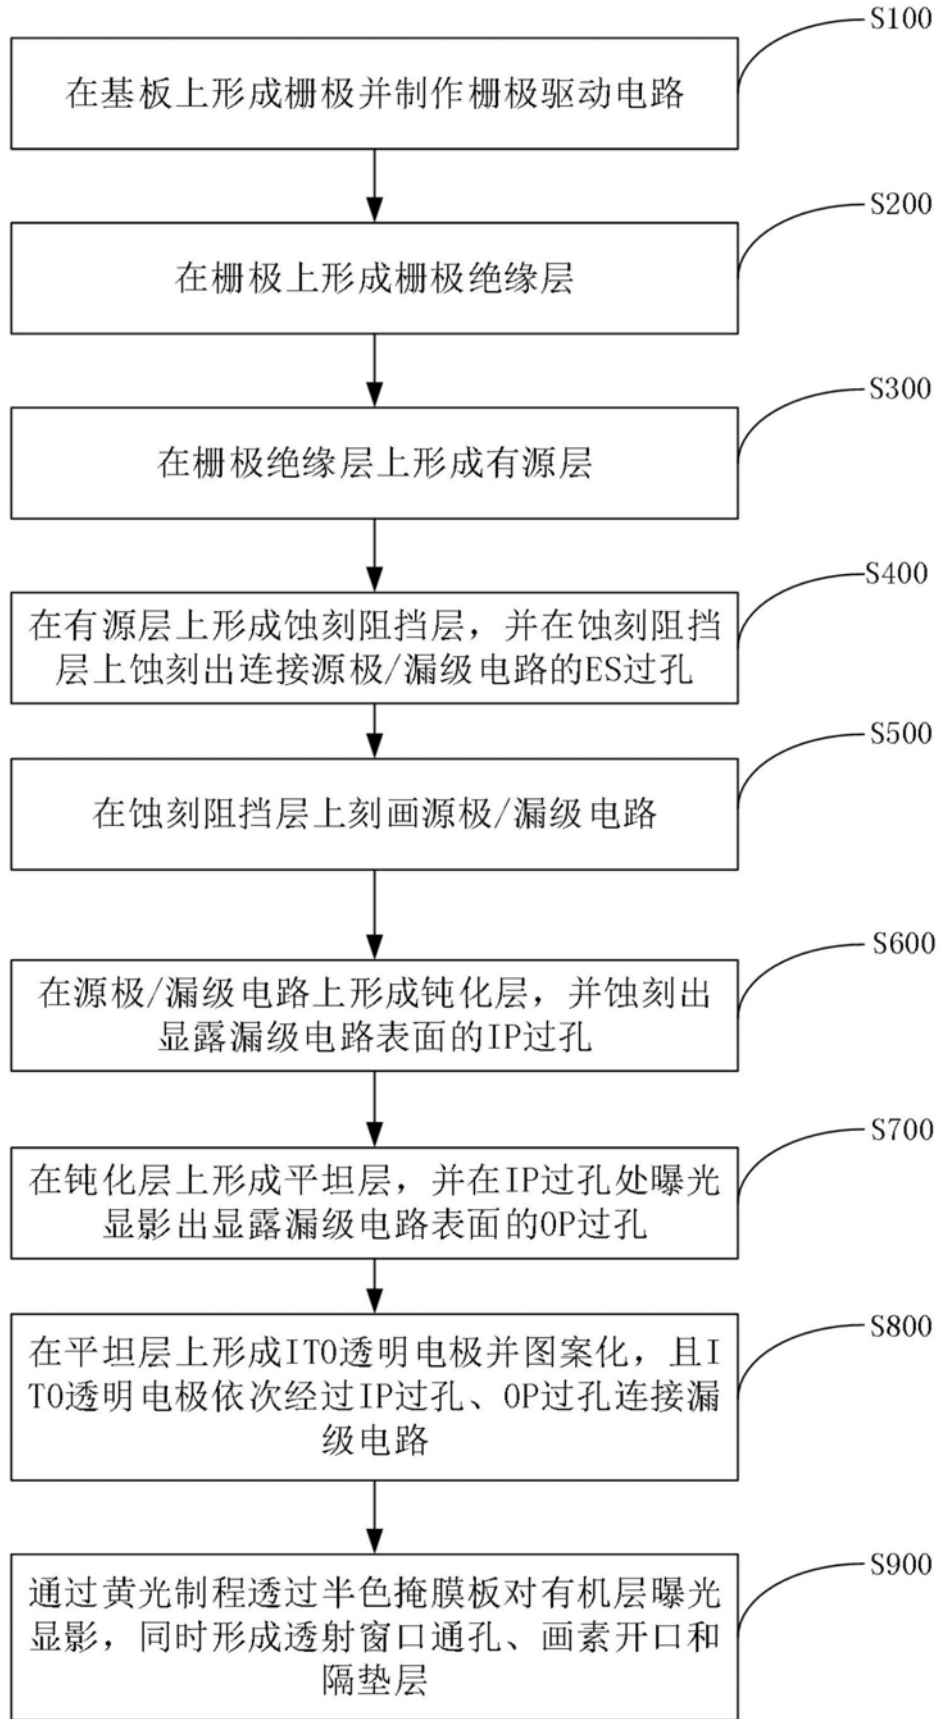 S100
在基板上形成栅极并制作栅极驱动电路
S200
在栅极上形成栅极绝缘层
S300
在栅极绝缘层上形成有源层
S400
在有源层上形成蚀刻阻挡层，并在蚀刻阻挡
层上蚀刻出连接源极/漏级电路的ES过孔
S500
在蚀刻阻挡层上刻画源极/漏级电路
S600
在源极/漏级电路上形成钝化层，并蚀刻出
显露漏级电路表面的IP过孔
S700
在钝化层上形成平坦层，并在IP过孔处曝光
显影出显露漏级电路表面的OP过孔
S800
在平坦层上形成ITO透明电极并图案化，且I
TO透明电极依次经过IP过孔、OP过孔连接漏
级电路
S900
通过黄光制程透过半色掩膜板对有机层曝光
显影，同时形成透射窗口通孔、画素开口和
隔垫层